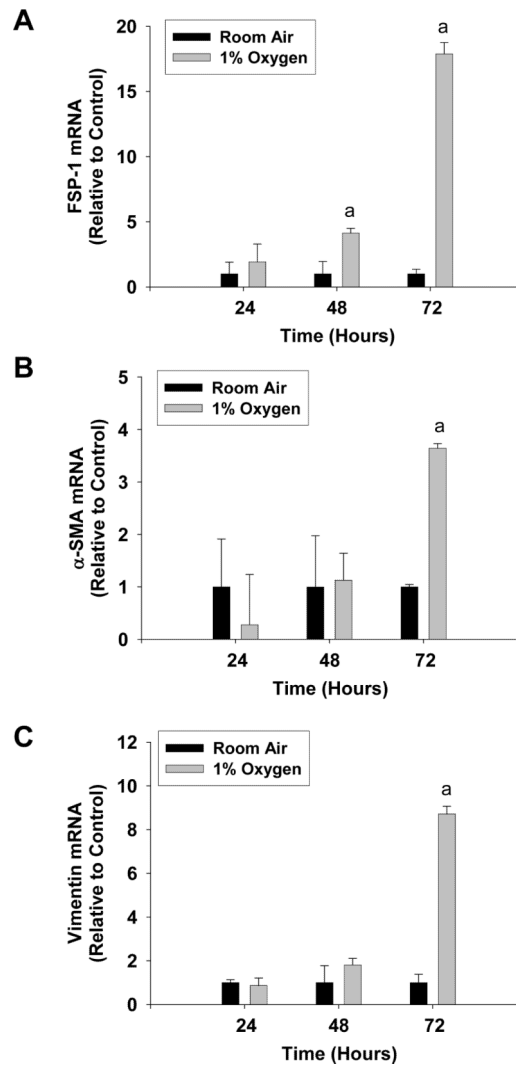 A
Room Air
1% Oxygen
FSP-1 mRNA
(Relative to Control)
20
15
10
5
0
a
a
24 48 72
Time (Hours)
B
Room Air
1% Oxygen
α-SMA mRNA
(Relative to Control)
5
4
3
2
1
0
a
24 48 72
Time (Hours)
C
Room Air
1% Oxygen
Vimentin mRNA
(Relative to Control)
12
10
8
6
4
2
0
a
24 48 72
Time (Hours)